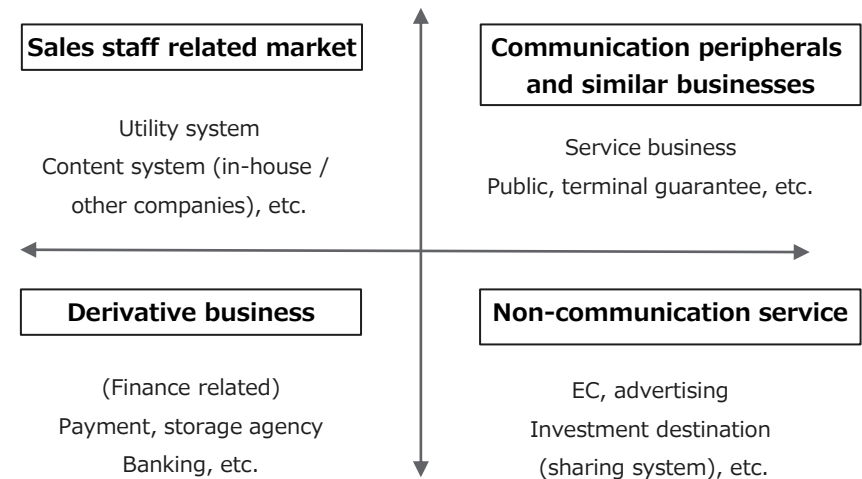 Sales staff related market
Utility system
Content system (in-house /
other companies), etc.
Communication peripherals
and similar businesses
Service business
Public, terminal guarantee, etc.
Derivative business
(Finance related)
Payment, storage agency
Banking, etc.
Non-communication service
EC, advertising
Investment destination
(sharing system), etc.